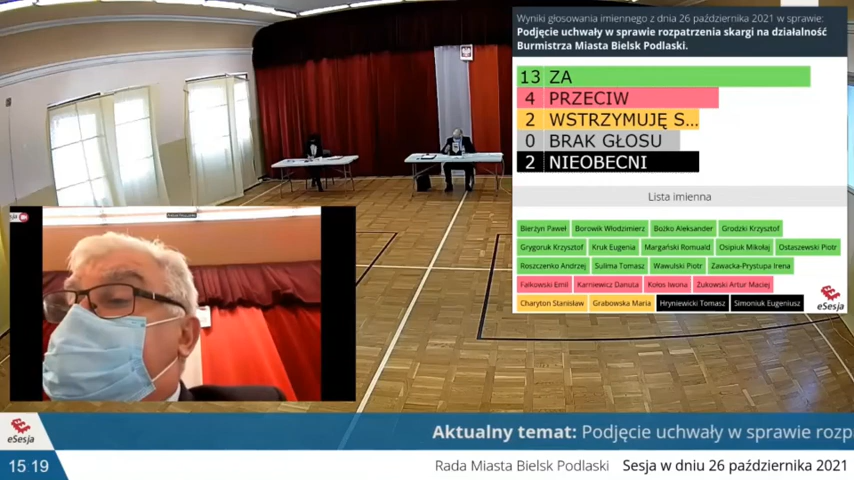 Wyniki głosowania imiennego z dnia 26 października 2021 w sprawie:
Podjęcie uchwały w sprawie rozpatrzenia skargi na działalność
Burmistrza Miasta Bielsk Podlaski.
13 ZA
4 PRZECIW
2 WSTRZYMUJĘ S...
0 BRAK GŁOSU
2 NIEOBECNI
Lista imienna
Bierżyn Paweł Borowik Włodzimierz Bożko Aleksander Grodzki Krzysztof
Grygoruk Krzysztof Kruk Eugenia Margański Romuald Osipiuk Mikołaj Ostaszewski Piotr
Roszczenko Andrzej Sulima Tomasz Wawulski Piotr Zawacka-Prystupa Irena
Falkowski Emil Karniewicz Danuta Kołos Iwona Żukowski Artur Maciej
Charyton Stanisław Grabowska Maria Hryniewicki Tomasz Simoniuk Eugeniusz
eSesja
eSesja
Aktualny temat: Podjęcie uchwały w sprawie rozp
15:19
Rada Miasta Bielsk Podlaski Sesja w dniu 26 października 2021